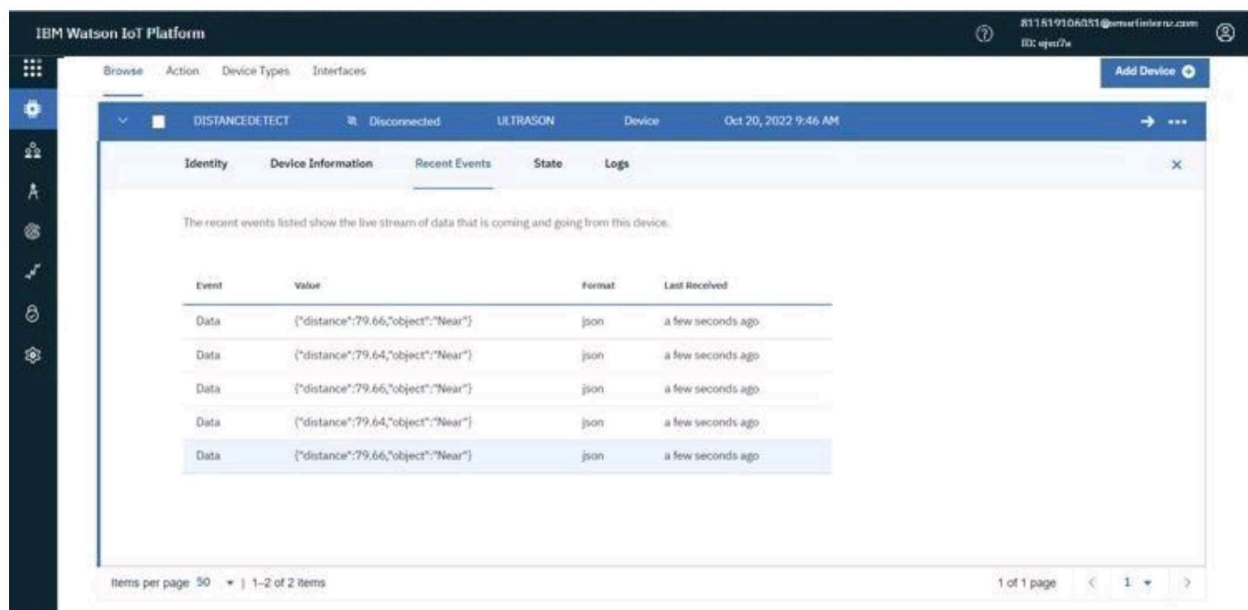 IBM Watson IoT Platform
811519106051@smartinternz.com
ID:
Browse Action Device Types Interfaces
Add Device
DISTANCEDETECT Disconnected ULTRASON Device Oct 20, 2022 9:46 AM
Identity Device Information Recent Events State Logs
The recent events listed show the live stream of data that is coming and going from this device.
Event Value Format Last Received
Data {"distance":79.66,"object":"Near"} json a few seconds ago
Data {"distance":79.64,"object":"Near"} json a few seconds ago
Data {"distance":79.66,"object":"Near"} json a few seconds ago
Data {"distance":79.64,"object":"Near"} json a few seconds ago
Data {"distance":79.66,"object":"Near"} json a few seconds ago
Items per page 50 | 1–2 of 2 items 1 of 1 page < 1 >